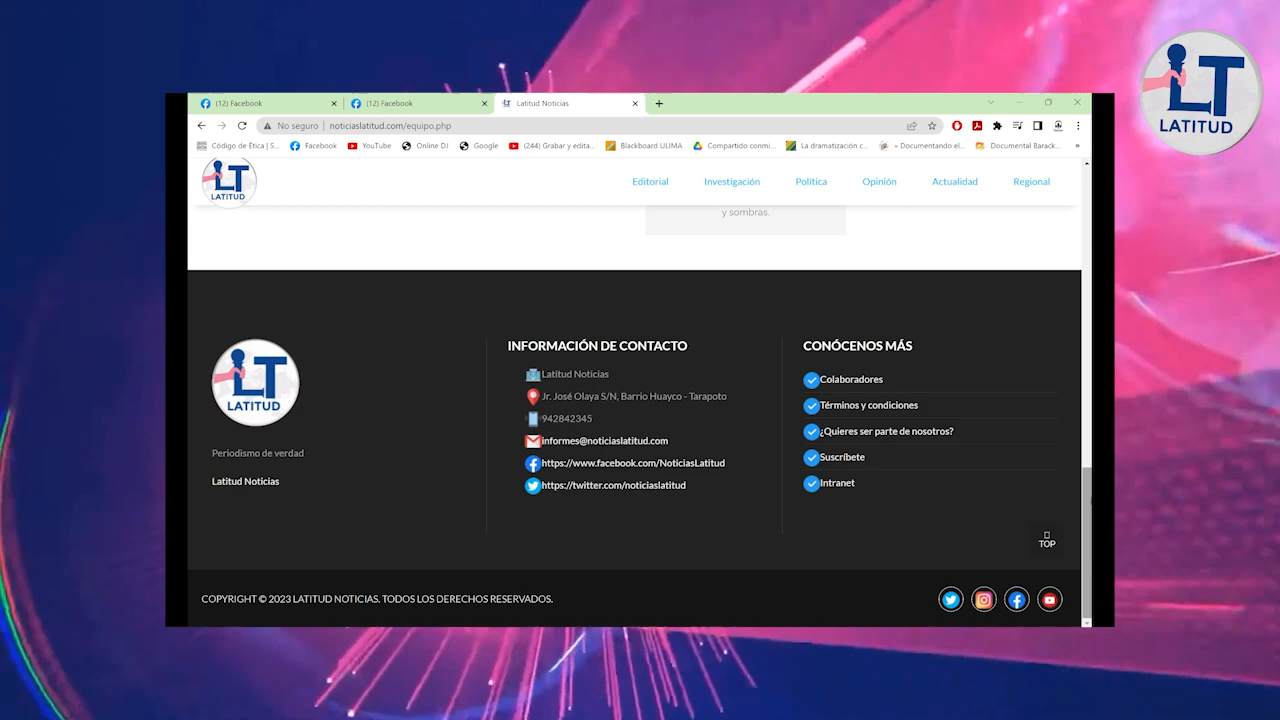 LT
LATITUD
(12) Facebook
(12) Facebook
Latitud Noticias
No seguro
noticiaslatitud.com/equipo.php
Código de Ética | S...
Facebook
YouTube
Online DJ
Google
(244) Grabar y edita...
Blackboard ULIMA
Compartido conmi...
La dramatización c...
» Documentando el...
Documental Barack...
»
LT
LATITUD
Editorial
Investigación
Política
Opinión
Actualidad
Regional
y sombras.
LT
LATITUD
Periodismo de verdad
Latitud Noticias
INFORMACIÓN DE CONTACTO
Latitud Noticias
Jr. José Olaya S/N, Barrio Huayco - Tarapoto
942842345
informes@noticiaslatitud.com
https://www.facebook.com/NoticiasLatitud
https://twitter.com/noticiaslatitud
CONÓCENOS MÁS
Colaboradores
Términos y condiciones
¿Quieres ser parte de nosotros?
Suscríbete
Intranet
TOP
COPYRIGHT © 2023 LATITUD NOTICIAS. TODOS LOS DERECHOS RESERVADOS.